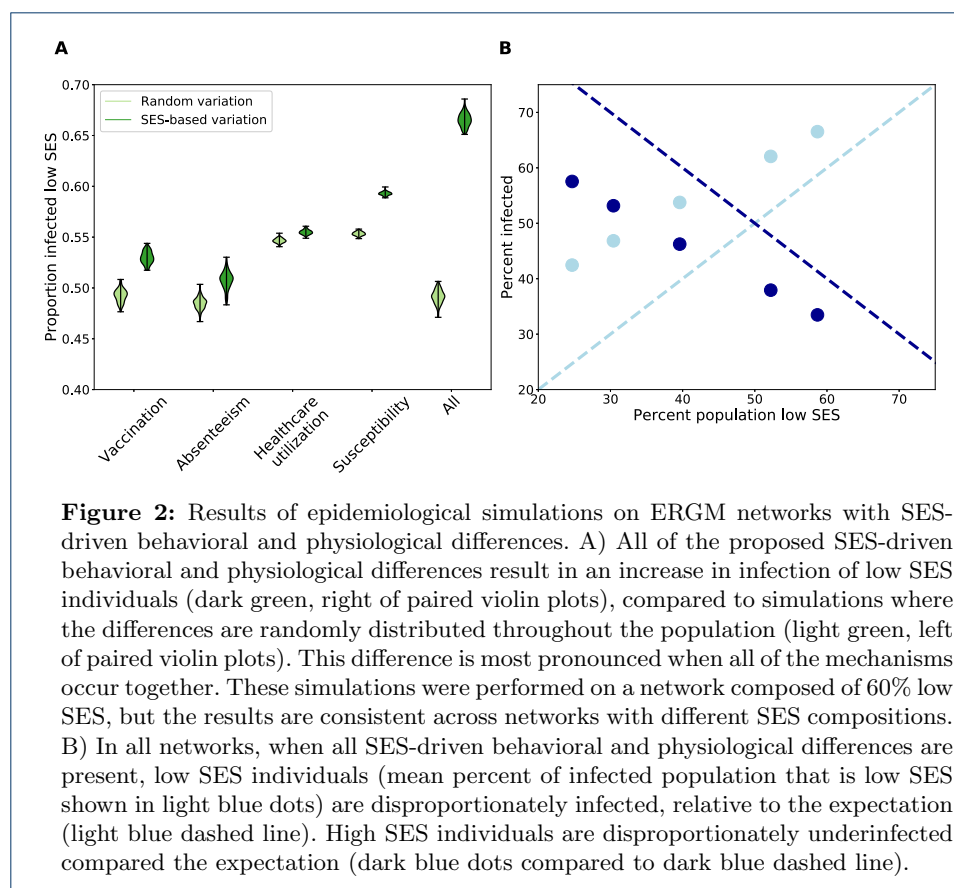 A
B
0.70
0.65
0.60
0.55
0.50
0.45
0.40
Proportion infected low SES
Random variation
SES-based variation
Vaccination
Absenteeism
Healthcare
utilization
Susceptibility
All
70
60
50
40
30
20
Percent infected
20 30 40 50 60 70
Percent population low SES
Figure 2: Results of epidemiological simulations on ERGM networks with SES-
driven behavioral and physiological differences. A) All of the proposed SES-driven
behavioral and physiological differences result in an increase in infection of low SES
individuals (dark green, right of paired violin plots), compared to simulations where
the differences are randomly distributed throughout the population (light green, left
of paired violin plots). This difference is most pronounced when all of the mechanisms
occur together. These simulations were performed on a network composed of 60% low
SES, but the results are consistent across networks with different SES compositions.
B) In all networks, when all SES-driven behavioral and physiological differences are
present, low SES individuals (mean percent of infected population that is low SES
shown in light blue dots) are disproportionately infected, relative to the expectation
(light blue dashed line). High SES individuals are disproportionately underinfected
compared the expectation (dark blue dots compared to dark blue dashed line).